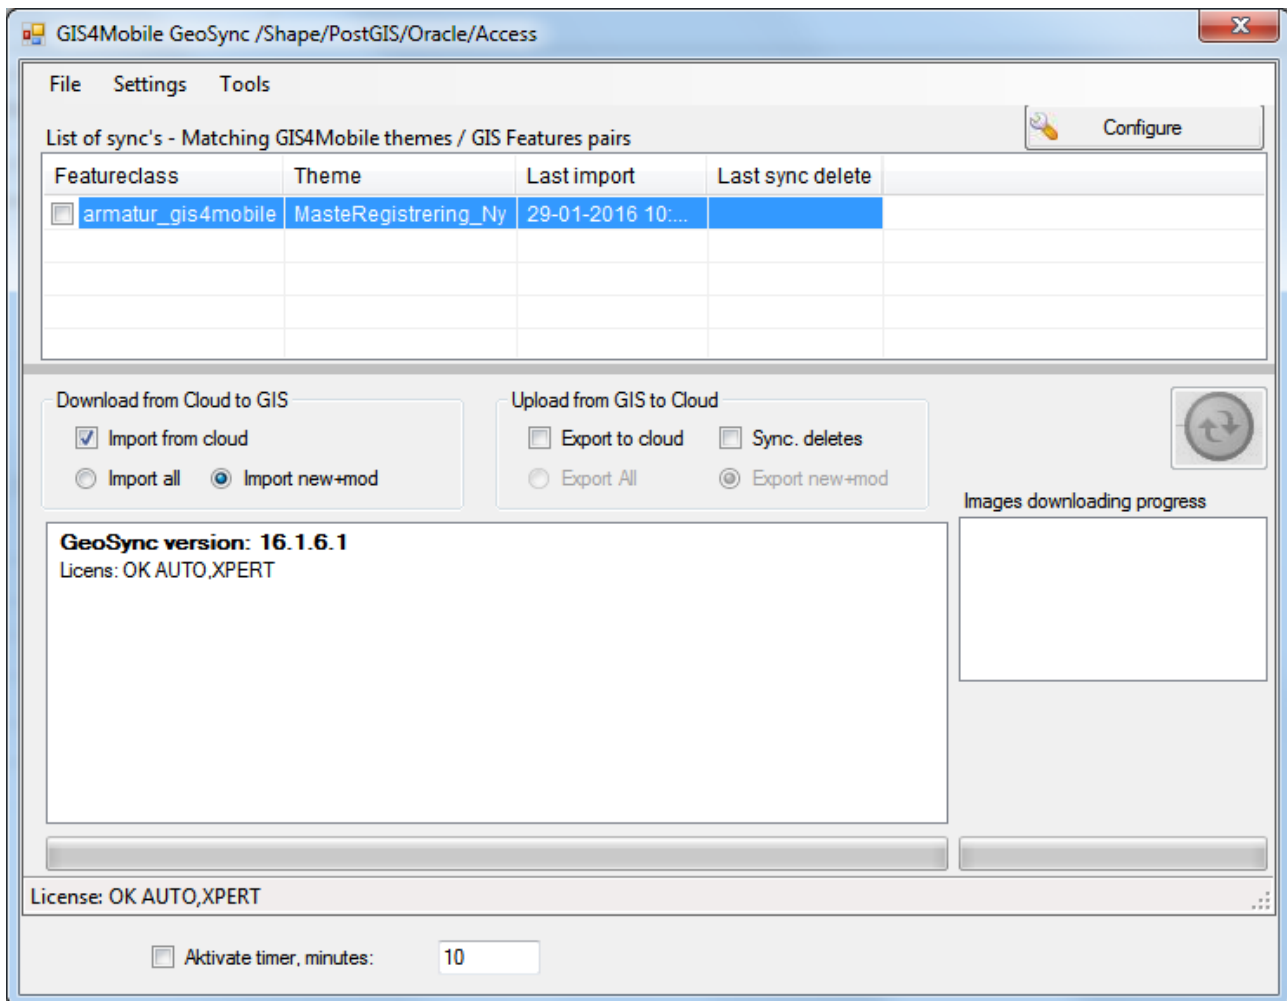 GIS4Mobile GeoSync /Shape/PostGIS/Oracle/Access
File Settings Tools
List of sync's - Matching GIS4Mobile themes / GIS Features pairs
Configure
Featureclass Theme Last import Last sync delete
armatur_gis4mobile MasteRegistrering_Ny 29-01-2016 10:...
Download from Cloud to GIS Upload from GIS to Cloud
Import from cloud Export to cloud Sync. deletes
Import all Import new+mod Export All Export new+mod
Images downloading progress
GeoSync version: 16.1.6.1
Licens: OK AUTO,XPERT
License: OK AUTO,XPERT
Aktivate timer, minutes: 10